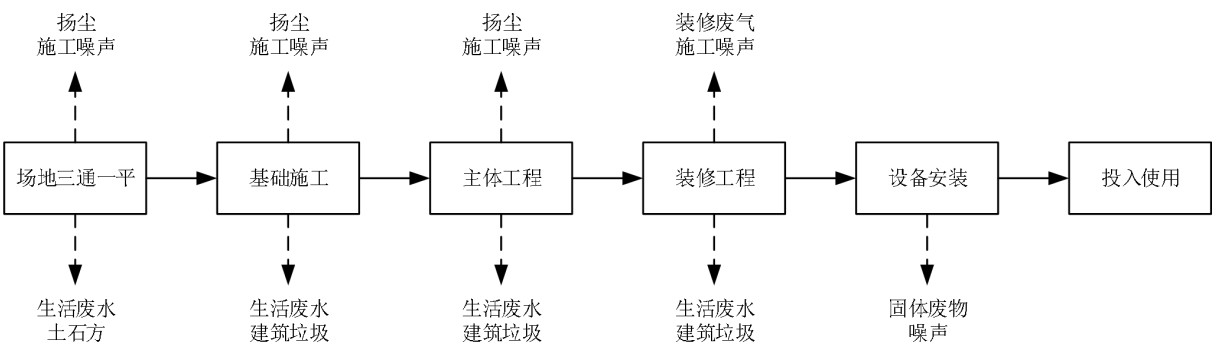 扬尘
施工噪声
扬尘
施工噪声
扬尘
施工噪声
装修废气
施工噪声
场地三通一平
基础施工
主体工程
装修工程
设备安装
投入使用
生活废水
土石方
生活废水
建筑垃圾
生活废水
建筑垃圾
生活废水
建筑垃圾
固体废物
噪声